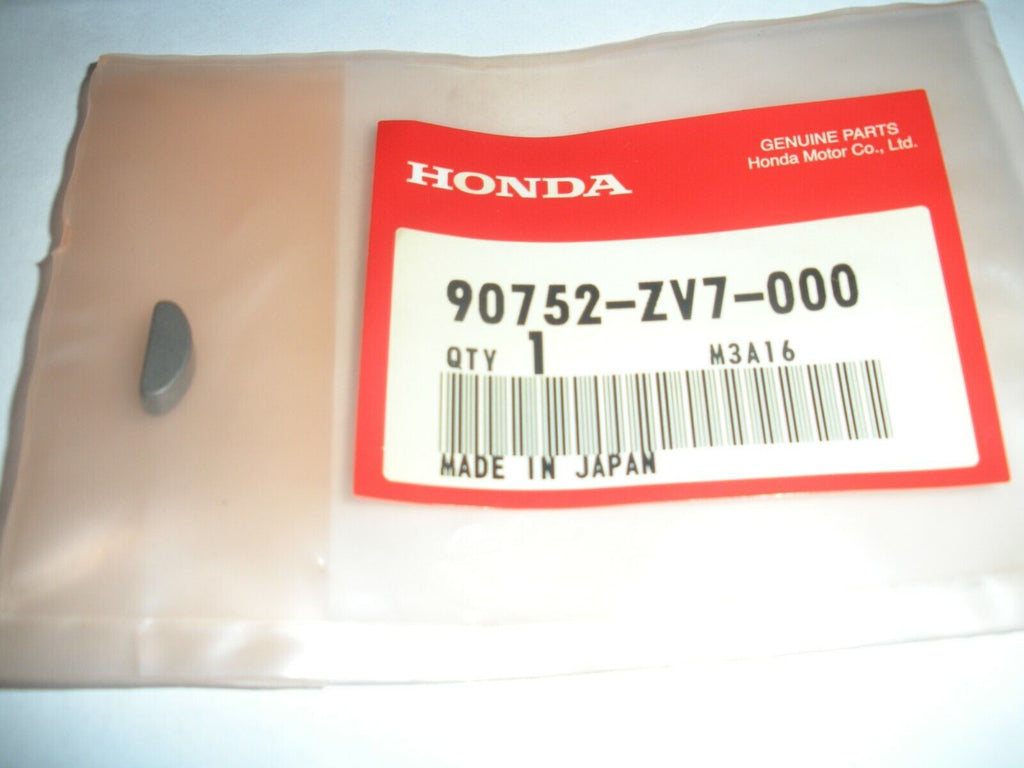 GENUINE PARTS
Honda Motor Co., Ltd.
HONDA
90752-ZV7-000
QTY 1 M3A16
MADE IN JAPAN